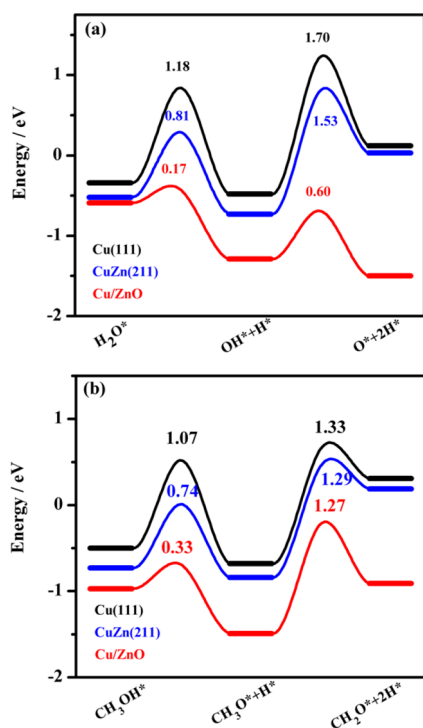 (a)
1.70
1.18
1
0.81
1.53
0
0.17
0.60
Energy / eV
-1
Cu(111)
CuZn(211)
Cu/ZnO
-2
H₂O*
OH*+H*
O*+2H*
(b)
1.33
1
1.07
0.74
1.29
1.27
0
0.33
Energy / eV
-1
Cu(111)
CuZn(211)
Cu/ZnO
-2
CH₃OH*
CH₃O*+H*
CH₂O*+2H*